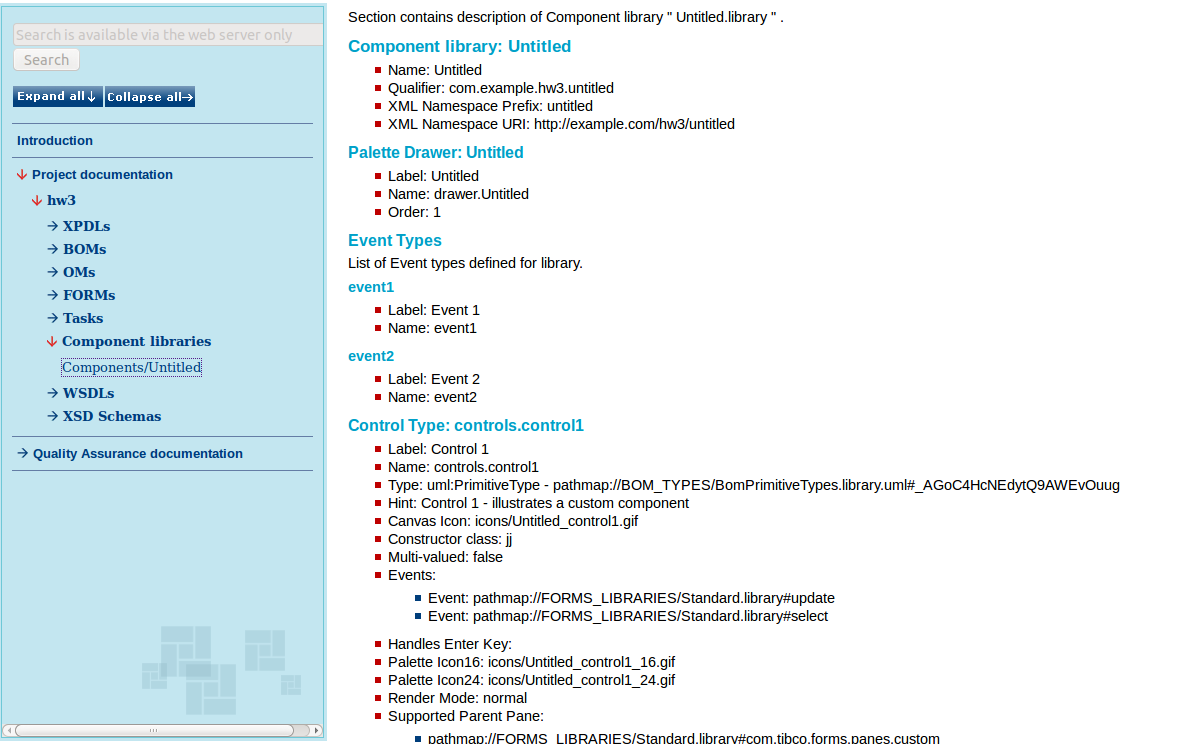 Search is available via the web server only
Search
Expand all↓ Collapse all→
Introduction
Project documentation
hw3
XPDLs
BOMs
OMs
FORMs
Tasks
Component libraries
Components/Untitled
WSDLs
XSD Schemas
Quality Assurance documentation
Section contains description of Component library " Untitled.library " .
Component library: Untitled
Name: Untitled
Qualifier: com.example.hw3.untitled
XML Namespace Prefix: untitled
XML Namespace URI: http://example.com/hw3/untitled
Palette Drawer: Untitled
Label: Untitled
Name: drawer.Untitled
Order: 1
Event Types
List of Event types defined for library.
event1
Label: Event 1
Name: event1
event2
Label: Event 2
Name: event2
Control Type: controls.control1
Label: Control 1
Name: controls.control1
Type: uml:PrimitiveType - pathmap://BOM_TYPES/BomPrimitiveTypes.library.uml#_AGoC4HcNEdytQ9AWEvOuug
Hint: Control 1 - illustrates a custom component
Canvas Icon: icons/Untitled_control1.gif
Constructor class: jj
Multi-valued: false
Events:
Event: pathmap://FORMS_LIBRARIES/Standard.library#update
Event: pathmap://FORMS_LIBRARIES/Standard.library#select
Handles Enter Key:
Palette Icon16: icons/Untitled_control1_16.gif
Palette Icon24: icons/Untitled_control1_24.gif
Render Mode: normal
Supported Parent Pane:
pathmap://FORMS_LIBRARIES/Standard.library#com.tibco.forms.panes.custom